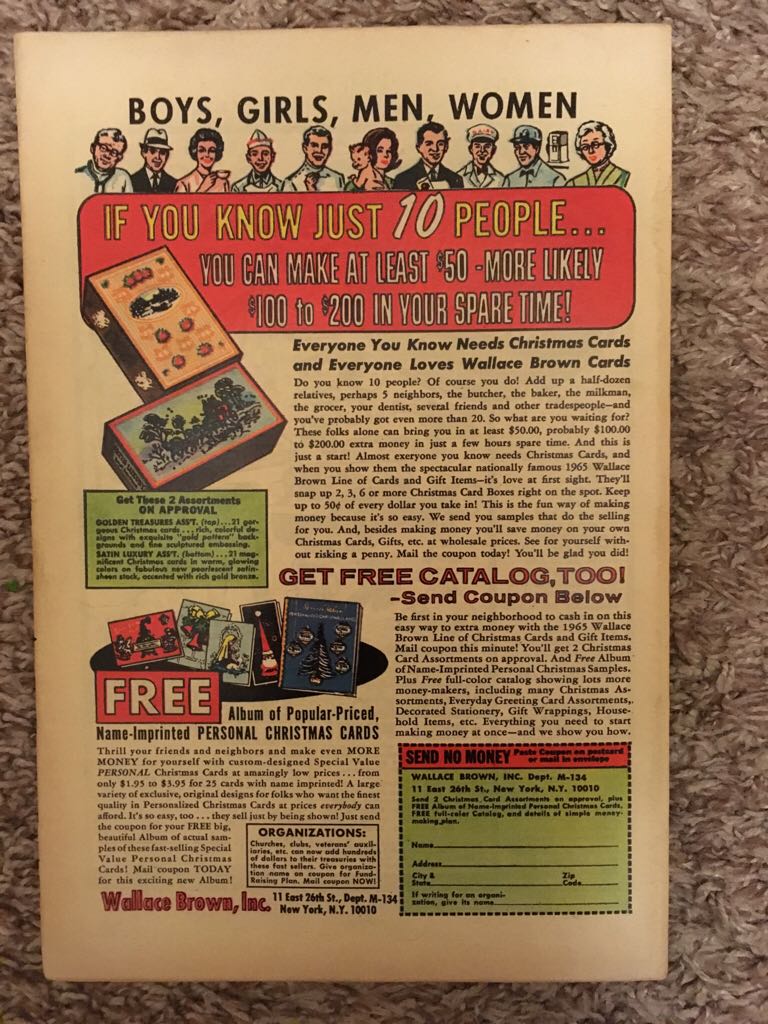 BOYS, GIRLS, MEN, WOMEN
IF YOU KNOW JUST 10 PEOPLE...
YOU CAN MAKE AT LEAST $50 -MORE LIKELY
$100 to $200 IN YOUR SPARE TIME!
Everyone You Know Needs Christmas Cards
and Everyone Loves Wallace Brown Cards
Do you know 10 people? Of course you do! Add up a half-dozen
relatives, perhaps 5 neighbors, the butcher, the baker, the milkman,
the grocer, your dentist, several friends and other tradespeople—and
you've probably got even more than 20. So what are you waiting for?
These folks alone can bring you in at least $50.00, probably $100.00
to $200.00 extra money in just a few hours spare time. And this is
just a start! Almost everyone you know needs Christmas Cards, and
when you show them the spectacular nationally famous 1965 Wallace
Brown Line of Cards and Gift Items—it's love at first sight. They'll
snap up 2, 3, 6 or more Christmas Card Boxes right on the spot. Keep
up to 50¢ of every dollar you take in! This is the fun way of making
money because it's so easy. We send you samples that do the selling
for you. And, besides making money you'll save money on your own
Christmas Cards, Gifts, etc. at wholesale prices. See for yourself with-
out risking a penny. Mail the coupon today! You'll be glad you did!
Get These 2 Assortments
ON APPROVAL
GOLDEN TREASURES ASS'T. (top)...21 gor-
geous Christmas cards...rich, colorful de-
signs with exquisite "gold pattern" back-
grounds and fine sculptured embossing.
SATIN LUXURY ASS'T. (bottom)...21 mag-
nificent Christmas cards in warm, glowing
colors on fabulous new pearlescent satin-
sheen stock, accented with rich gold bronze.
GET FREE CATALOG, TOO!
-Send Coupon Below
Be first in your neighborhood to cash in on this
easy way to extra money with the 1965 Wallace
Brown Line of Christmas Cards and Gift Items.
Mail coupon this minute! You'll get 2 Christmas
Card Assortments on approval. And Free Album
of Name-Imprinted Personal Christmas Samples.
Plus Free full-color catalog showing lots more
money-makers, including many Christmas As-
sortments, Everyday Greeting Card Assortments,
Decorated Stationery, Gift Wrappings, House-
hold Items, etc. Everything you need to start
making money at once—and we show you how.
FREE Album of Popular-Priced,
Name-Imprinted PERSONAL CHRISTMAS CARDS
Thrill your friends and neighbors and make even MORE
MONEY for yourself with custom-designed Special Value
PERSONAL Christmas Cards at amazingly low prices...from
only $1.95 to $3.95 for 25 cards with name imprinted! A large
variety of exclusive, original designs for folks who want the finest
quality in Personalized Christmas Cards at prices everybody can
afford. It's so easy, too...they sell just by being shown! Just send
the coupon for your FREE big,
beautiful Album of actual sam-
ples of these fast-selling Special
Value Personal Christmas
Cards! Mail coupon TODAY
for this exciting new Album!
ORGANIZATIONS:
Churches, clubs, veterans' auxil-
iaries, etc. can now add hundreds
of dollars to their treasuries with
these fast sellers. Give organiza-
tion name on coupon for Fund-
Raising Plan. Mail coupon NOW!
Wallace Brown, Inc. 11 East 26th St., Dept. M-134
New York, N.Y. 10010
SEND NO MONEY Paste Coupon on postcard
or mail in envelope
WALLACE BROWN, INC. Dept. M-134
11 East 26th St., New York, N.Y. 10010
Send 2 Christmas Card Assortments on approval, plus
FREE Album of Name-Imprinted Personal Christmas Cards,
FREE full-color Catalog, and details of simple money-
making plan.
Name
Address
City &
State
Zip
Code
If writing for an organi-
zation, give its name